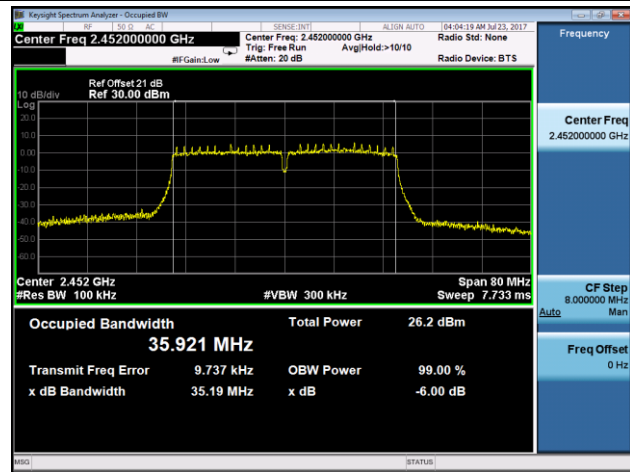 Keysight Spectrum Analyzer - Occupied BW
RF 50 Ω AC SENSE:INT ALIGN AUTO 04:04:19 AM Jul 23, 2017
Center Freq 2.452000000 GHz
Center Freq: 2.452000000 GHz
Radio Std: None
Trig: Free Run Avg|Hold:>10/10
#IFGain:Low #Atten: 20 dB Radio Device: BTS
Ref Offset 21 dB
10 dB/div Ref 30.00 dBm
Log
20.0
10.0
0.00
-10.0
-20.0
-30.0
-40.0
-50.0
-60.0
Center 2.452 GHz Span 80 MHz
#Res BW 100 kHz #VBW 300 kHz Sweep 7.733 ms
Occupied Bandwidth Total Power 26.2 dBm
35.921 MHz
Transmit Freq Error 9.737 kHz OBW Power 99.00 %
x dB Bandwidth 35.19 MHz x dB -6.00 dB
MSG STATUS
Frequency
Center Freq
2.452000000 GHz
CF Step
8.000000 MHz
Auto Man
Freq Offset
0 Hz